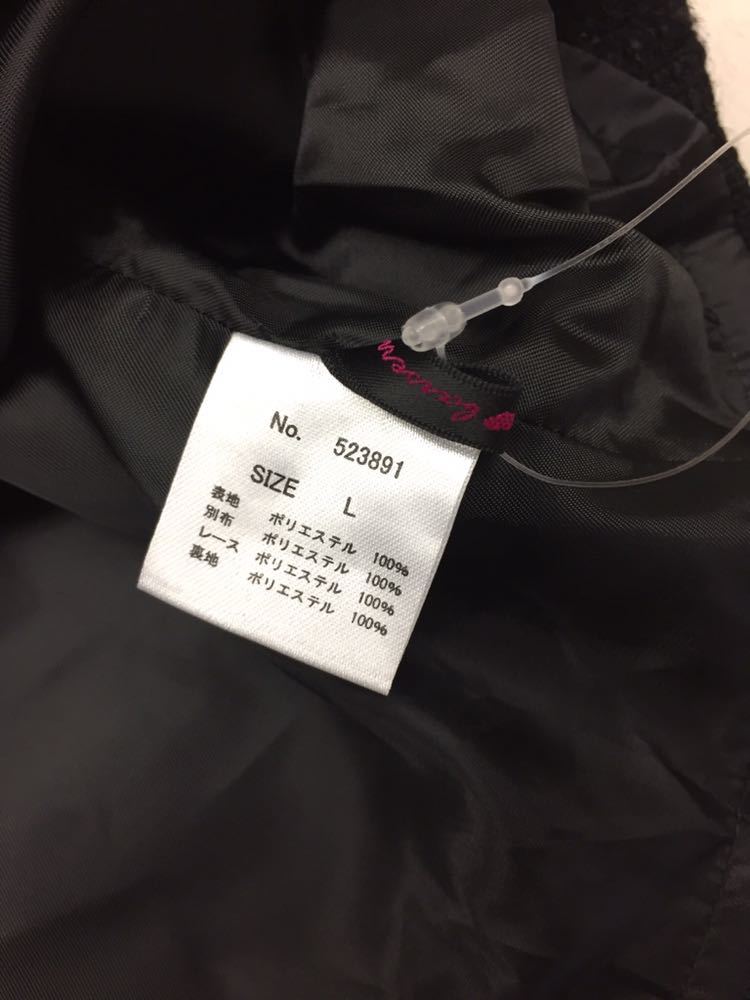 No. 523891
SIZE L
表地 ポリエステル 100%
別布 ポリエステル 100%
レース ポリエステル 100%
裏地 ポリエステル 100%